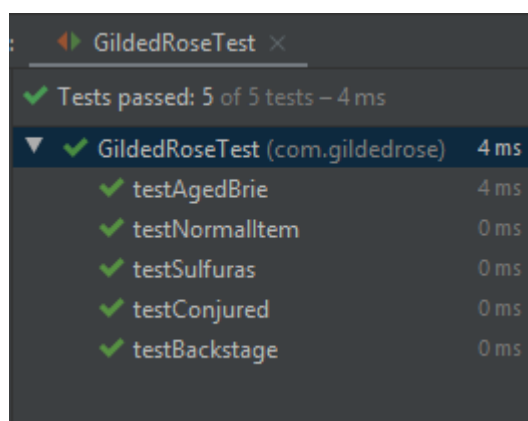 : GildedRoseTest ×
Tests passed: 5 of 5 tests – 4 ms
GildedRoseTest (com.gildedrose) 4 ms
testAgedBrie 4 ms
testNormalItem 0 ms
testSulfuras 0 ms
testConjured 0 ms
testBackstage 0 ms